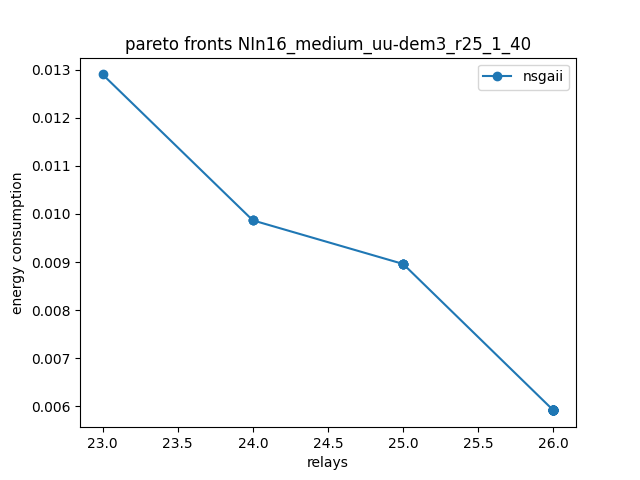 pareto fronts NIn16_medium_uu-dem3_r25_1_40
nsgaii
0.013
0.012
0.011
0.010
0.009
0.008
0.007
0.006
energy consumption
23.0 23.5 24.0 24.5 25.0 25.5 26.0
relays